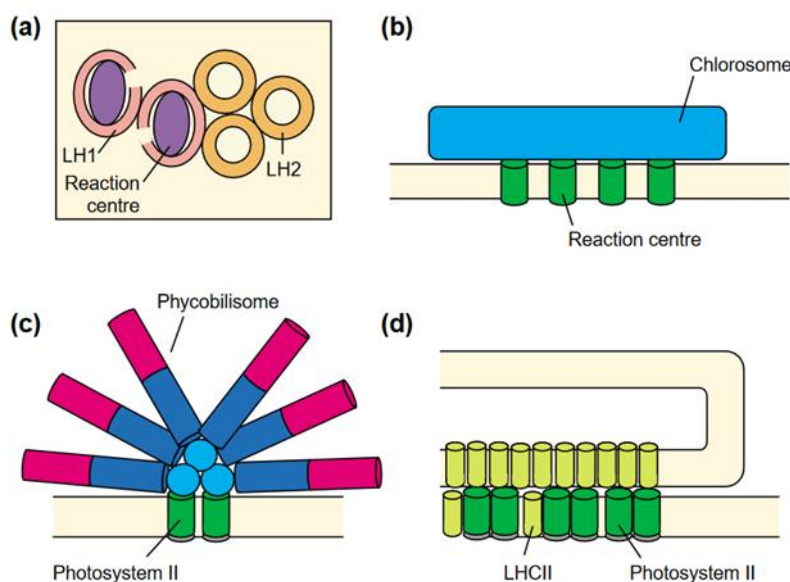 (a)
LH1
Reaction
centre
LH2
(b)
Chlorosome
Reaction centre
(c)
Phycobilisome
Photosystem II
(d)
LHCII
Photosystem II